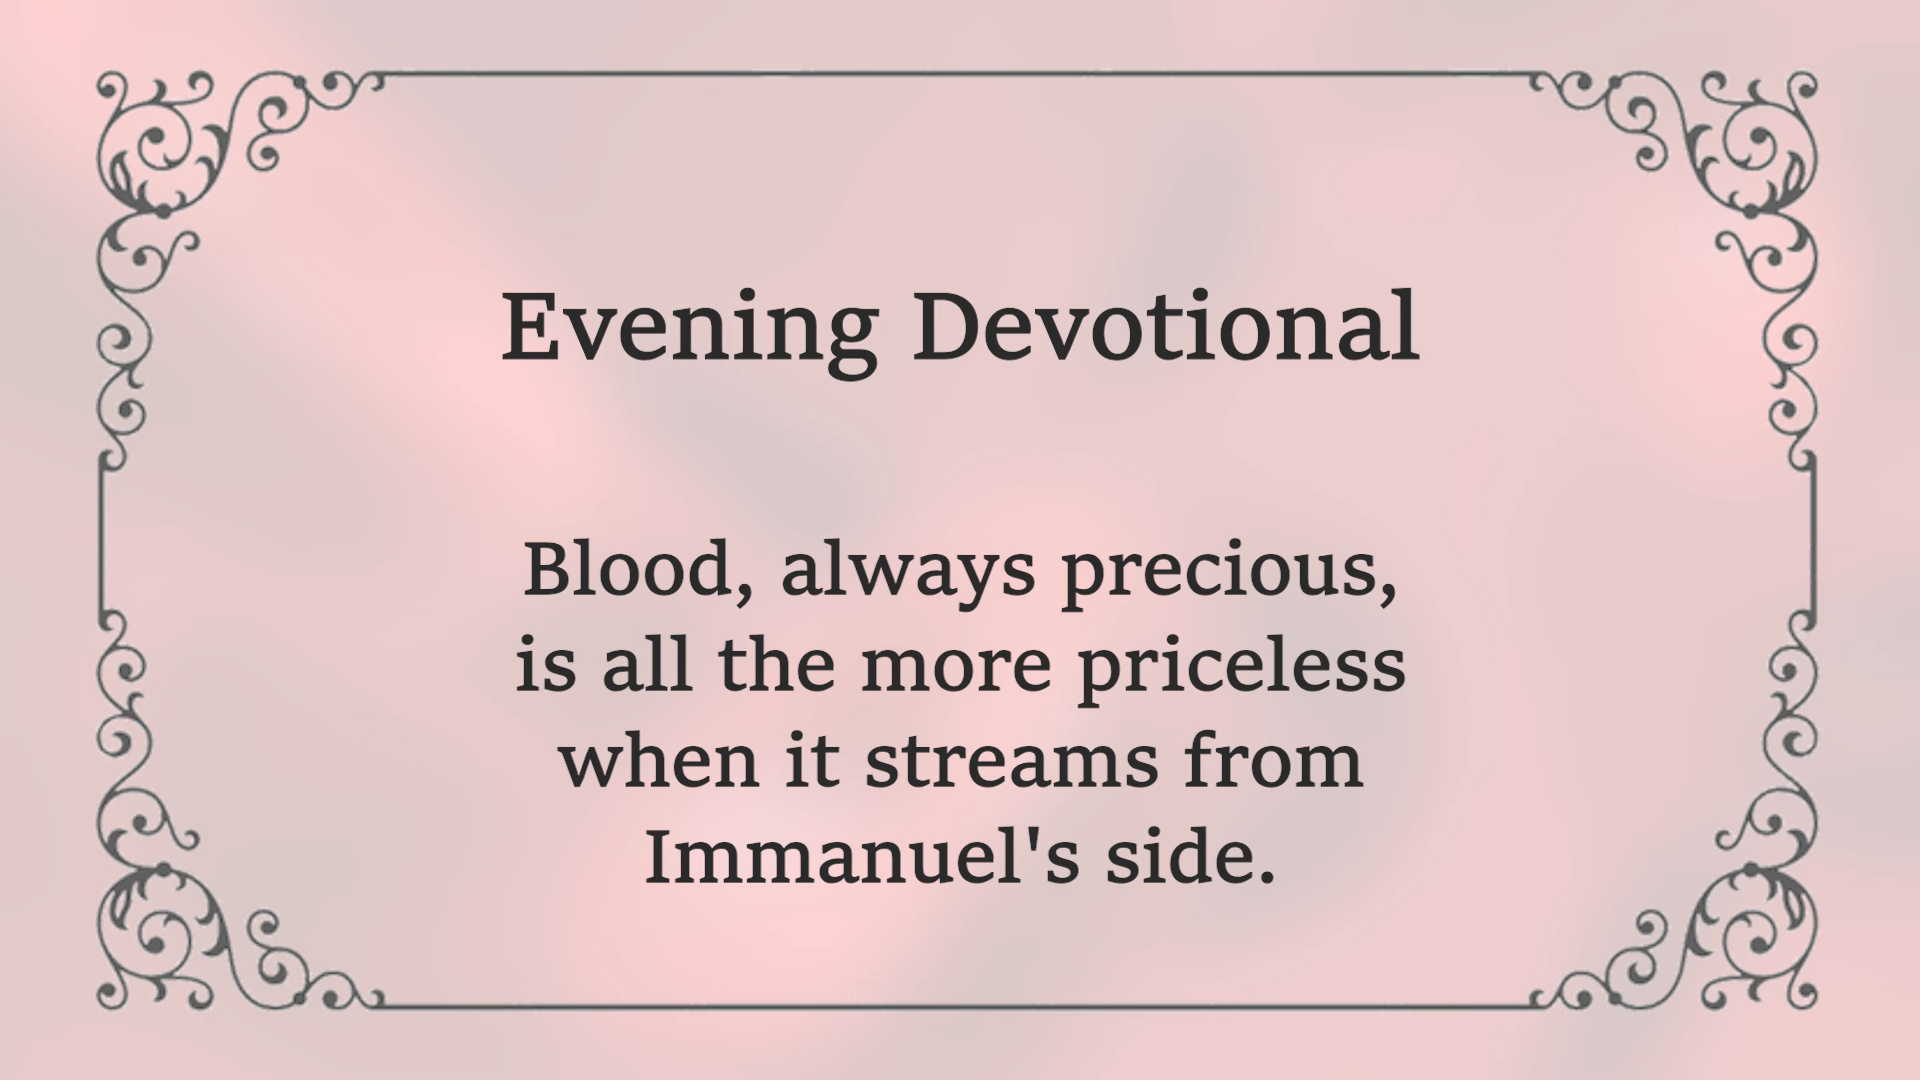 Evening Devotional
Blood, always precious,
is all the more priceless
when it streams from
Immanuel's side.